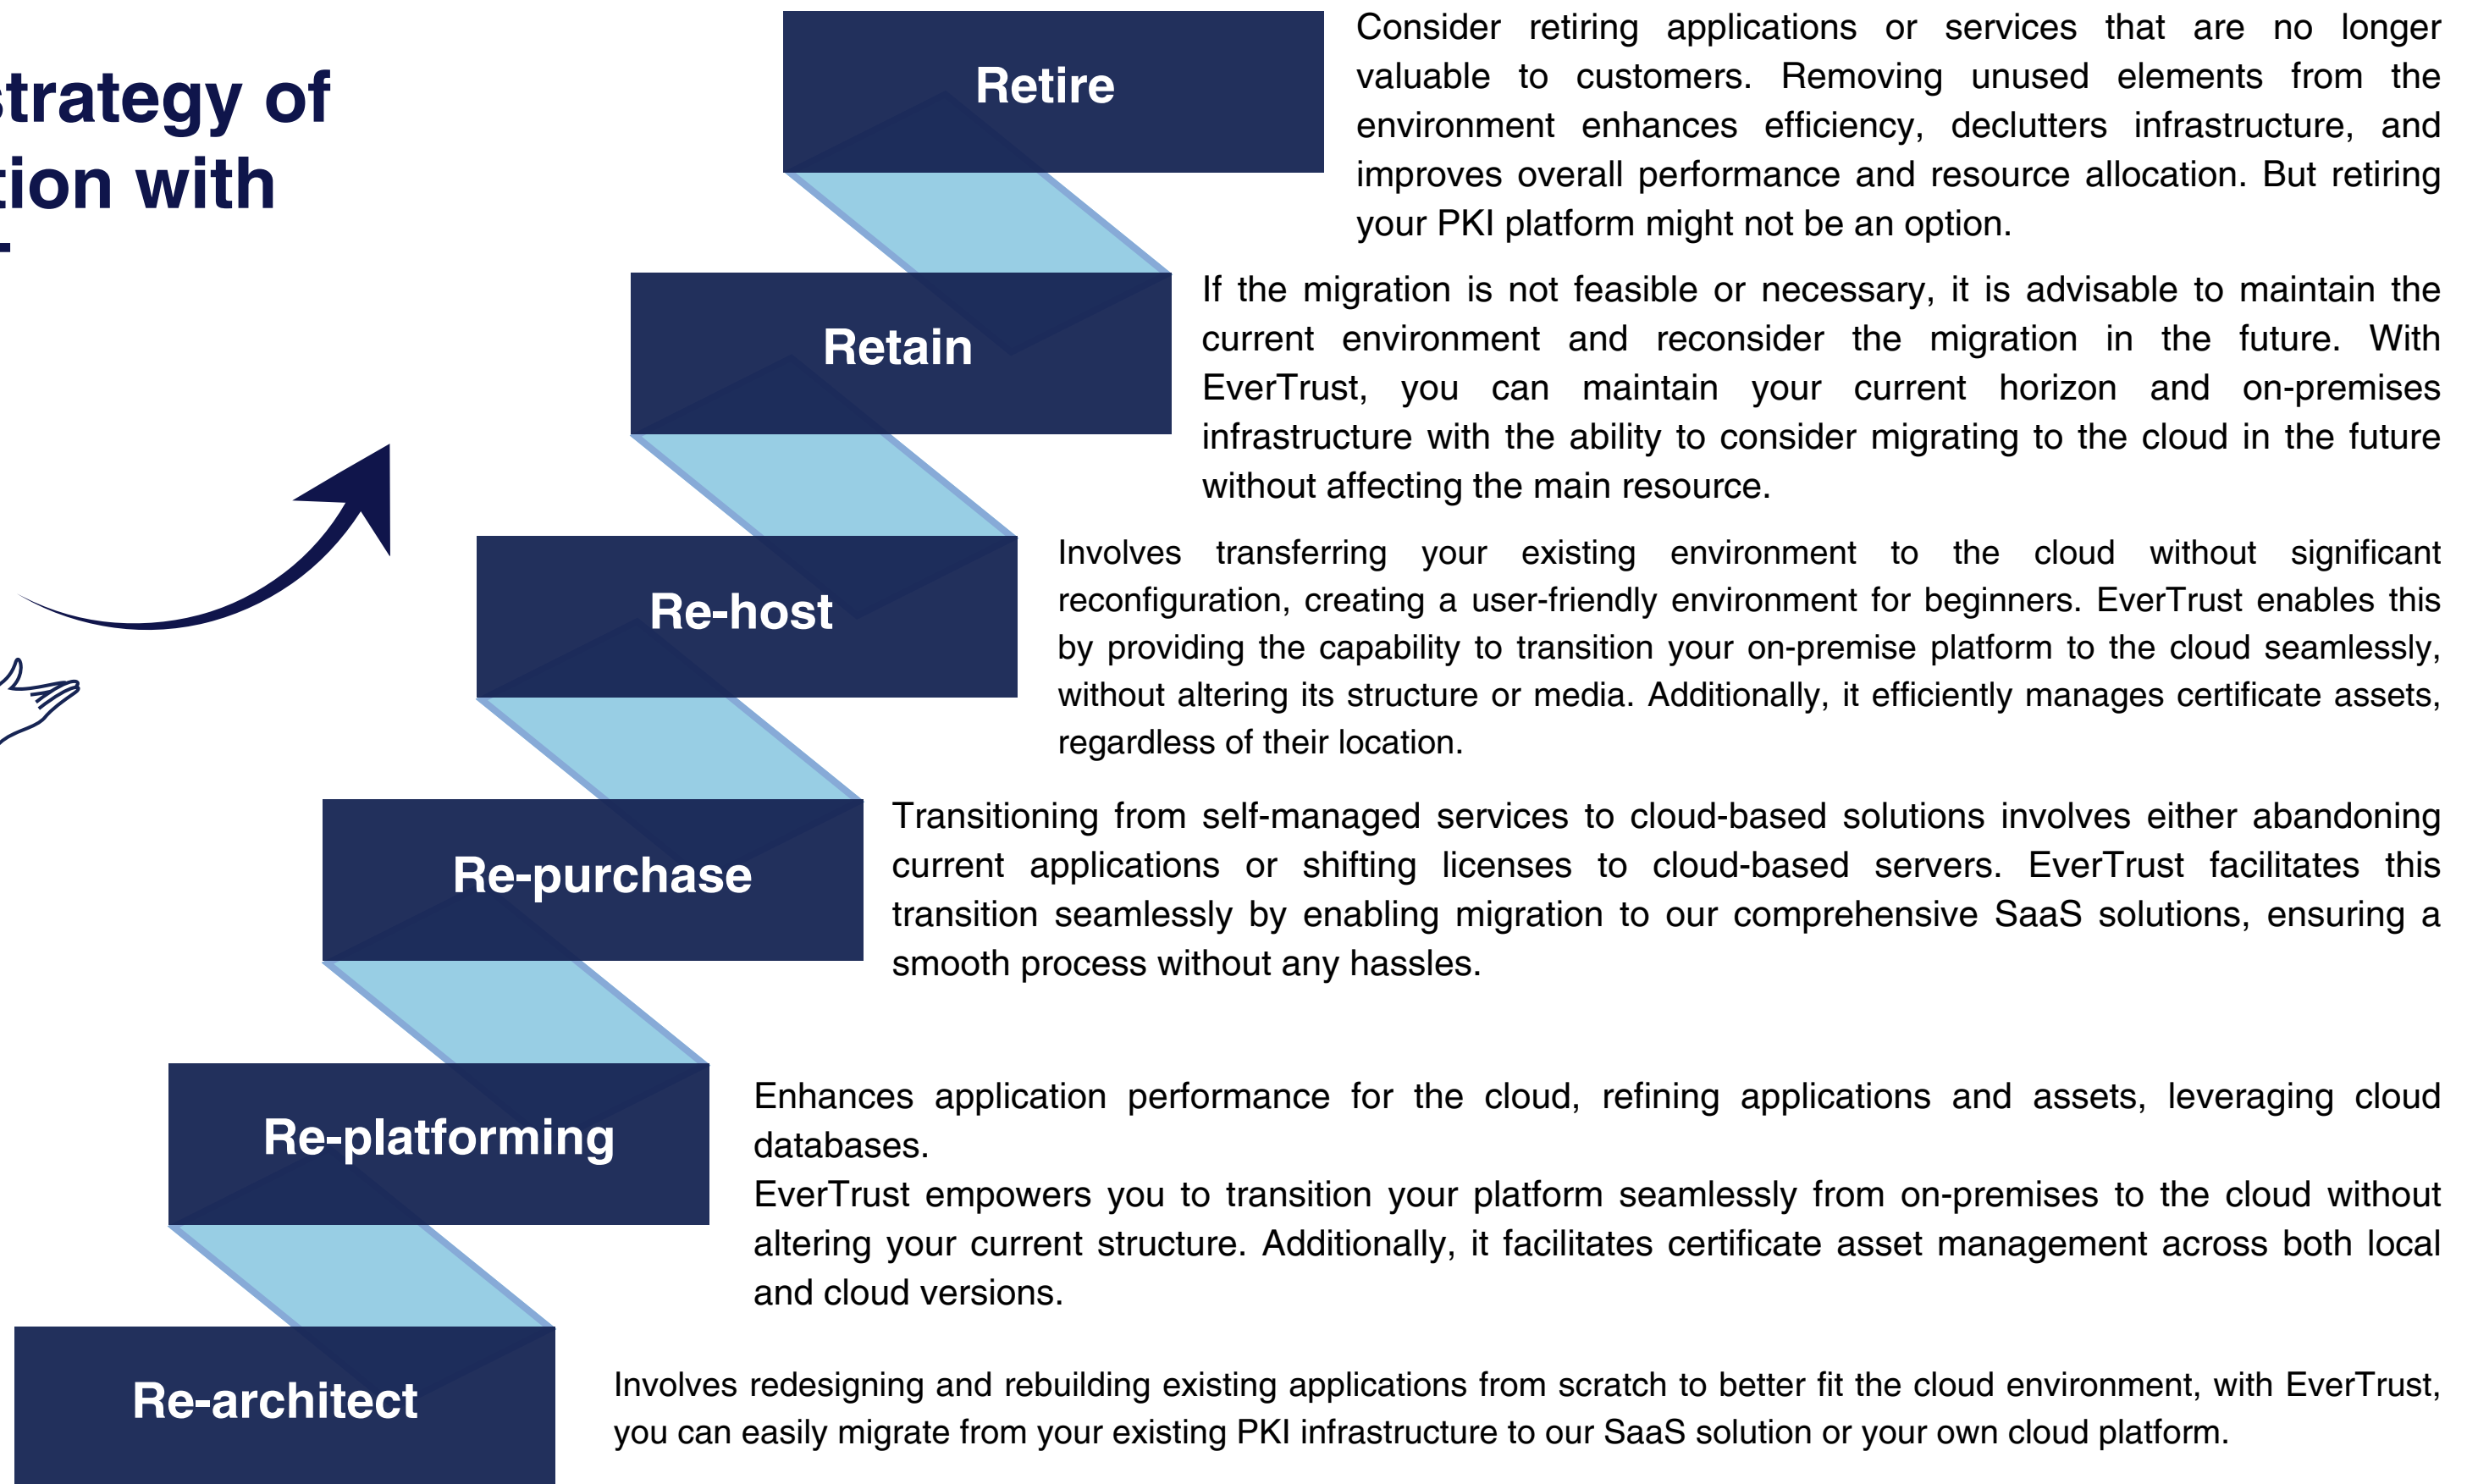 strategy of
tion with
Retire
Consider retiring applications or services that are no longer
valuable to customers. Removing unused elements from the
environment enhances efficiency, declutters infrastructure, and
improves overall performance and resource allocation. But retiring
your PKI platform might not be an option.
Retain
If the migration is not feasible or necessary, it is advisable to maintain the
current environment and reconsider the migration in the future. With
EverTrust, you can maintain your current horizon and on-premises
infrastructure with the ability to consider migrating to the cloud in the future
without affecting the main resource.
Re-host
Involves transferring your existing environment to the cloud without significant
reconfiguration, creating a user-friendly environment for beginners. EverTrust enables this
by providing the capability to transition your on-premise platform to the cloud seamlessly,
without altering its structure or media. Additionally, it efficiently manages certificate assets,
regardless of their location.
Re-purchase
Transitioning from self-managed services to cloud-based solutions involves either abandoning
current applications or shifting licenses to cloud-based servers. EverTrust facilitates this
transition seamlessly by enabling migration to our comprehensive SaaS solutions, ensuring a
smooth process without any hassles.
Re-platforming
Enhances application performance for the cloud, refining applications and assets, leveraging cloud
databases.
EverTrust empowers you to transition your platform seamlessly from on-premises to the cloud without
altering your current structure. Additionally, it facilitates certificate asset management across both local
and cloud versions.
Re-architect
Involves redesigning and rebuilding existing applications from scratch to better fit the cloud environment, with EverTrust,
you can easily migrate from your existing PKI infrastructure to our SaaS solution or your own cloud platform.